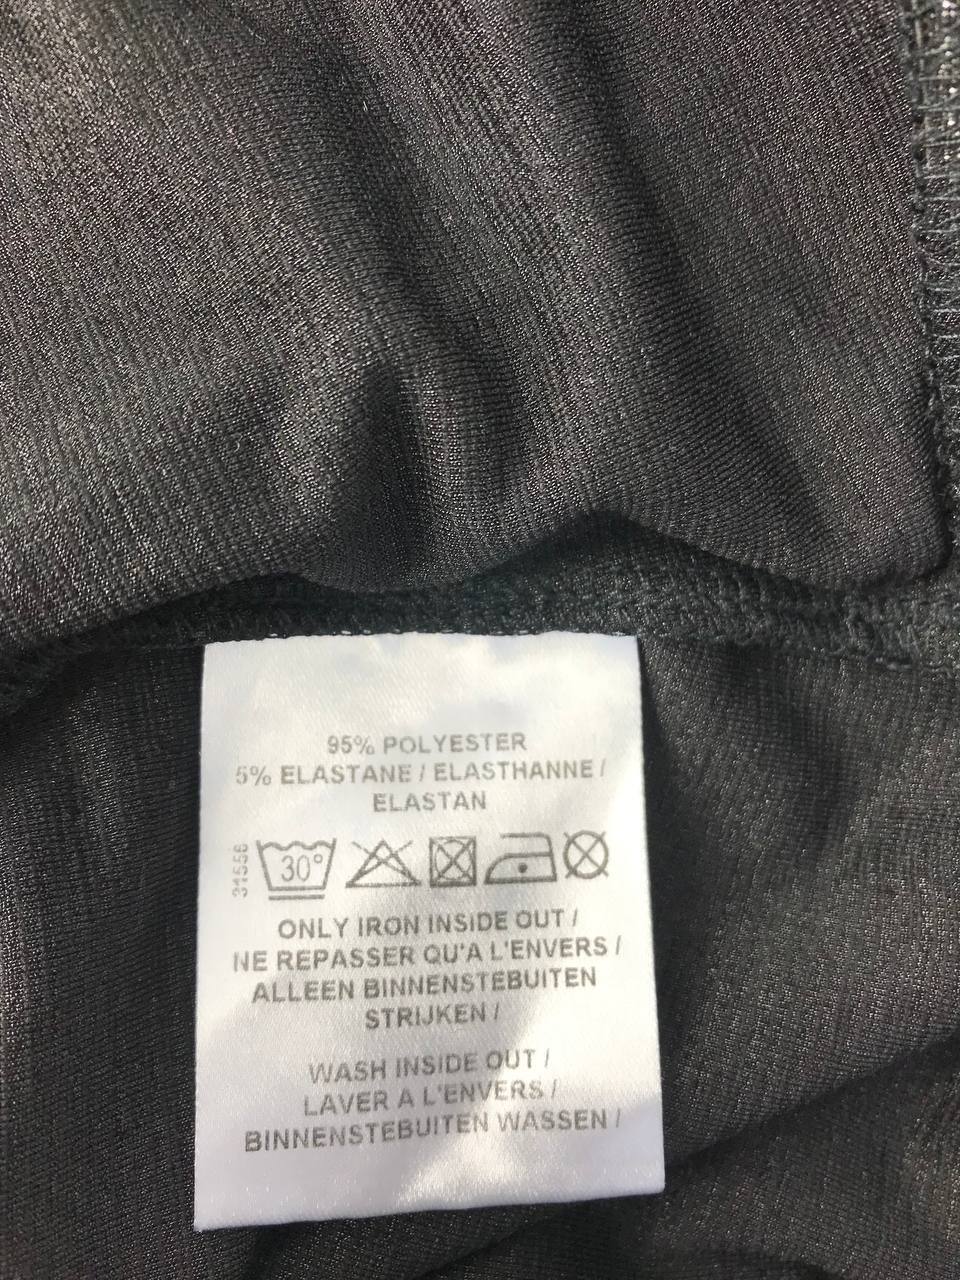 95% POLYESTER
5% ELASTANE / ELASTHANNE /
ELASTAN
31556
30°
ONLY IRON INSIDE OUT /
NE REPASSER QU'A L'ENVERS /
ALLEEN BINNENSTEBUITEN
STRIJKEN /
WASH INSIDE OUT /
LAVER A L'ENVERS /
BINNENSTEBUITEN WASSEN /